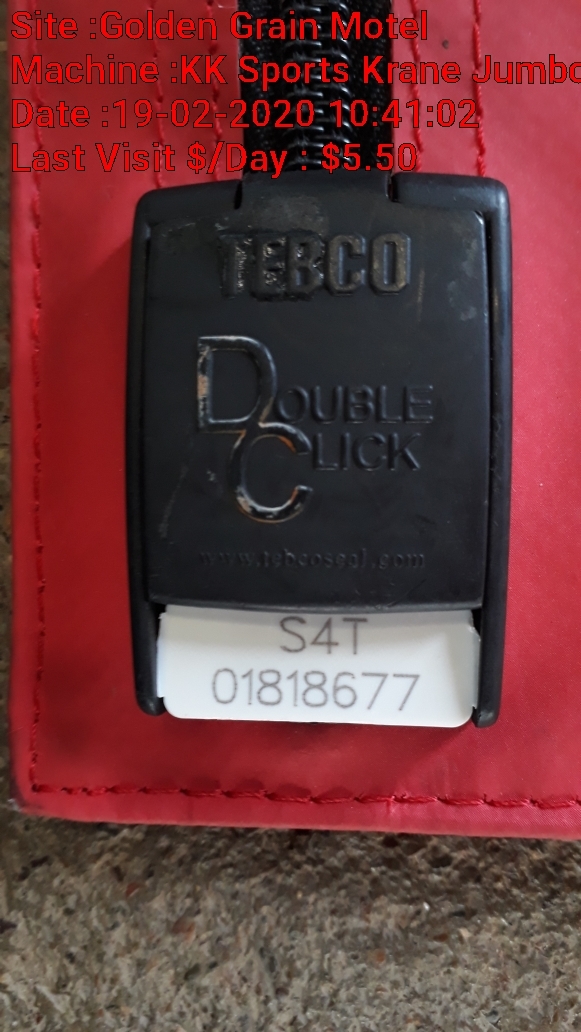 Site :Golden Grain Motel
Machine :KK Sports Krane Jumbo
Date :19-02-2020 10:41:02
Last Visit $/Day : $5.50
TEBCO
DOUBLE
CLICK
www.tebcoseal.com
S4T
01818677